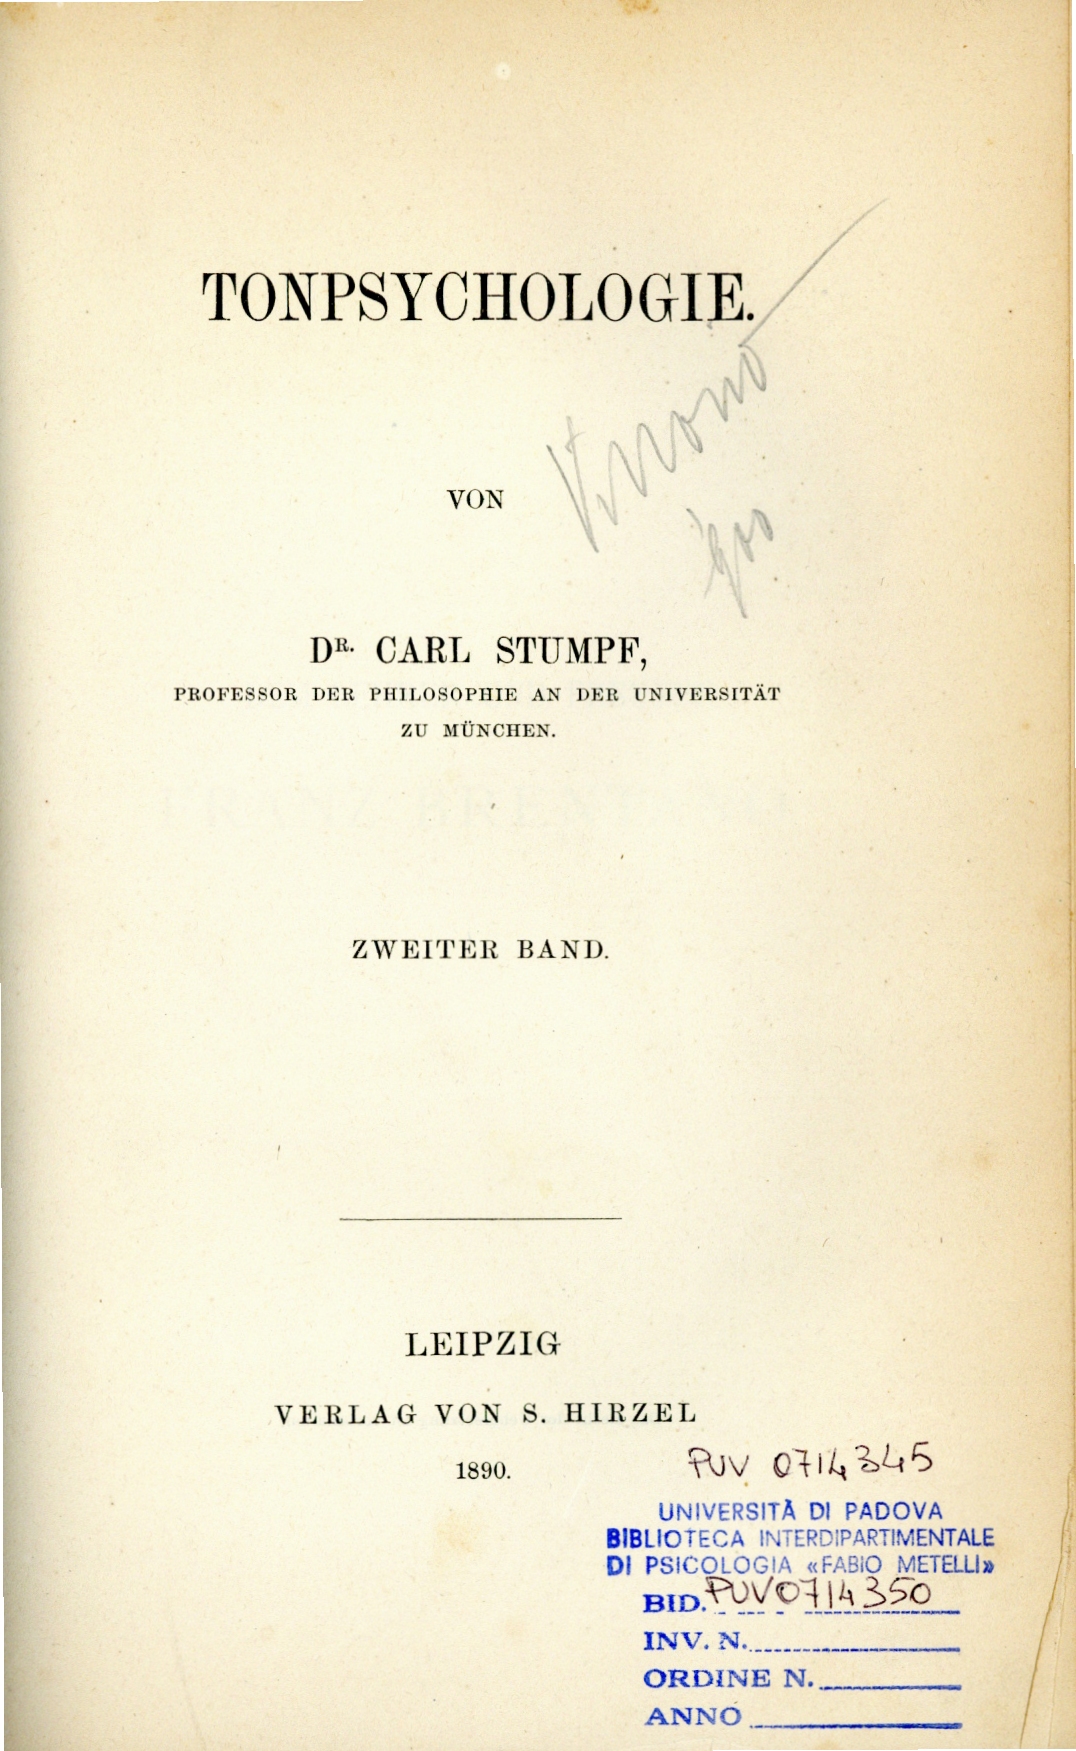 TONPSYCHOLOGIE.
VON
DR. CARL STUMPF,
PROFESSOR DER PHILOSOPHIE AN DER UNIVERSITÄT
ZU MÜNCHEN.
ZWEITER BAND.
LEIPZIG
VERLAG VON S. HIRZEL
1890.
PUV 0714345
UNIVERSITÀ DI PADOVA
BIBLIOTECA INTERDIPARTIMENTALE
DI PSICOLOGIA «FABIO METELLI»
BID. PUV0714350
INV. N.
ORDINE N.
ANNO